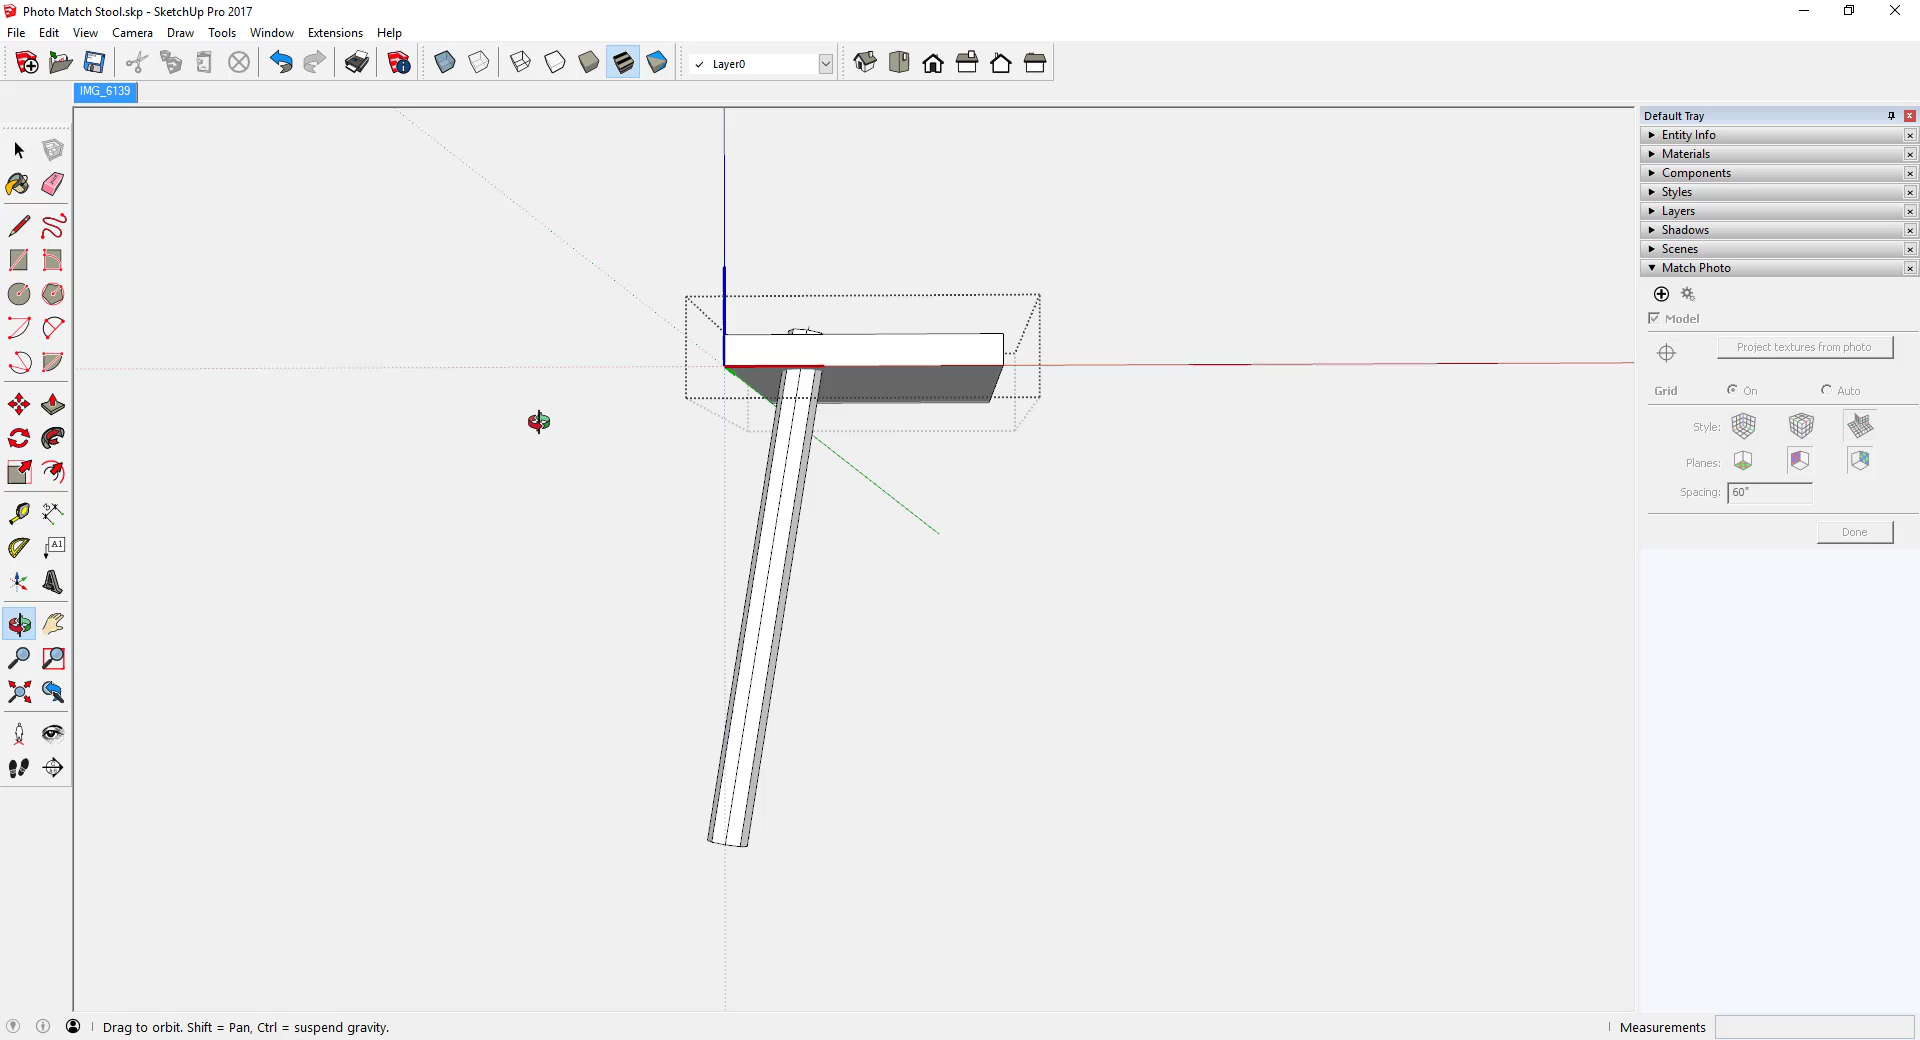 Photo Match Stool.skp - SketchUp Pro 2017
File Edit View Camera Draw Tools Window Extensions Help
Layer0
IMG_6139
Default Tray
Entity Info
Materials
Components
Styles
Layers
Shadows
Scenes
Match Photo
Model
Project textures from photo
Grid On Auto
Style:
Planes:
Spacing: 60"
Done
A1
Drag to orbit. Shift = Pan, Ctrl = suspend gravity.
Measurements